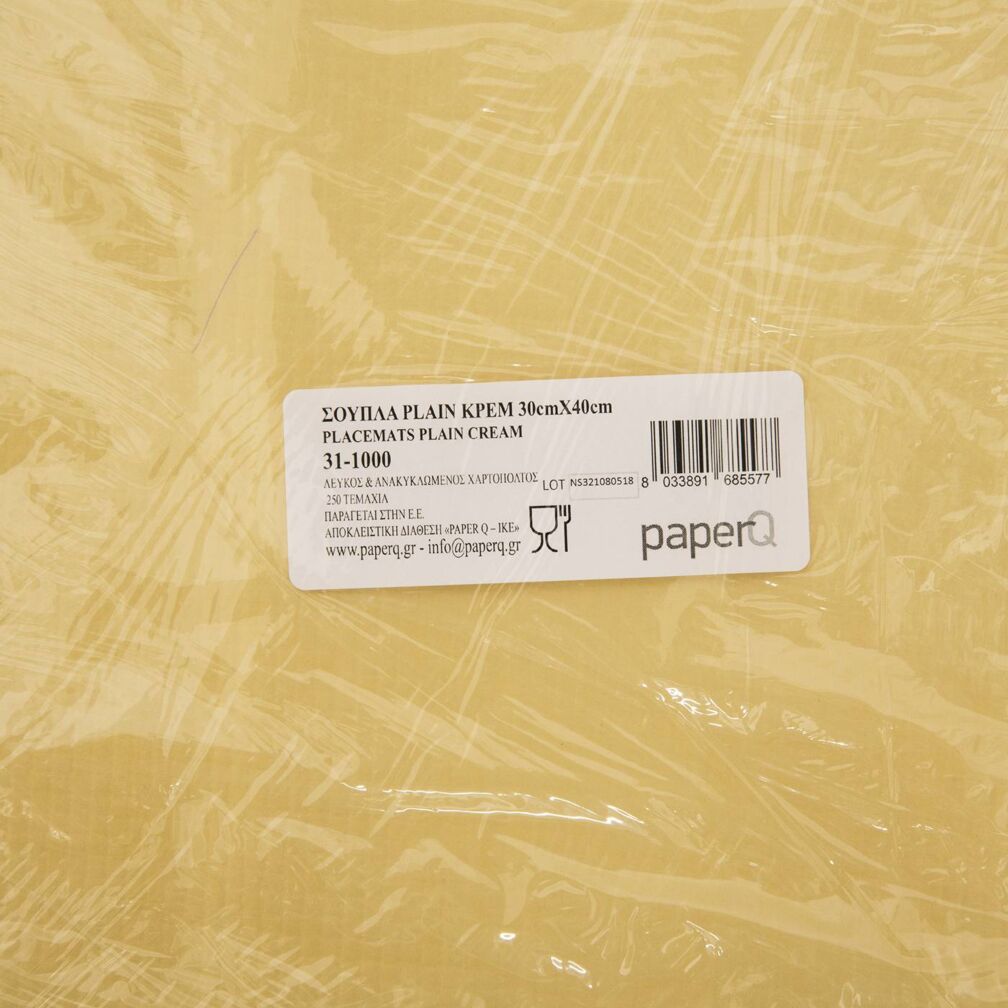 ΣΟΥΠΛΑ PLAIN ΚΡΕΜ 30cmX40cm
PLACEMATS PLAIN CREAM
31-1000
ΛΕΥΚΟΣ & ΑΝΑΚΥΚΛΩΜΕΝΟΣ ΧΑΡΤΟΠΟΛΤΟΣ
250 ΤΕΜΑΧΙΑ
ΠΑΡΑΓΕΤΑΙ ΣΤΗΝ Ε.Ε.
ΑΠΟΚΛΕΙΣΤΙΚΗ ΔΙΑΘΕΣΗ «PAPER Q – ΙΚΕ»
www.paperq.gr - info@paperq.gr
LOT NS321080518
8 033891 685577
paperQ